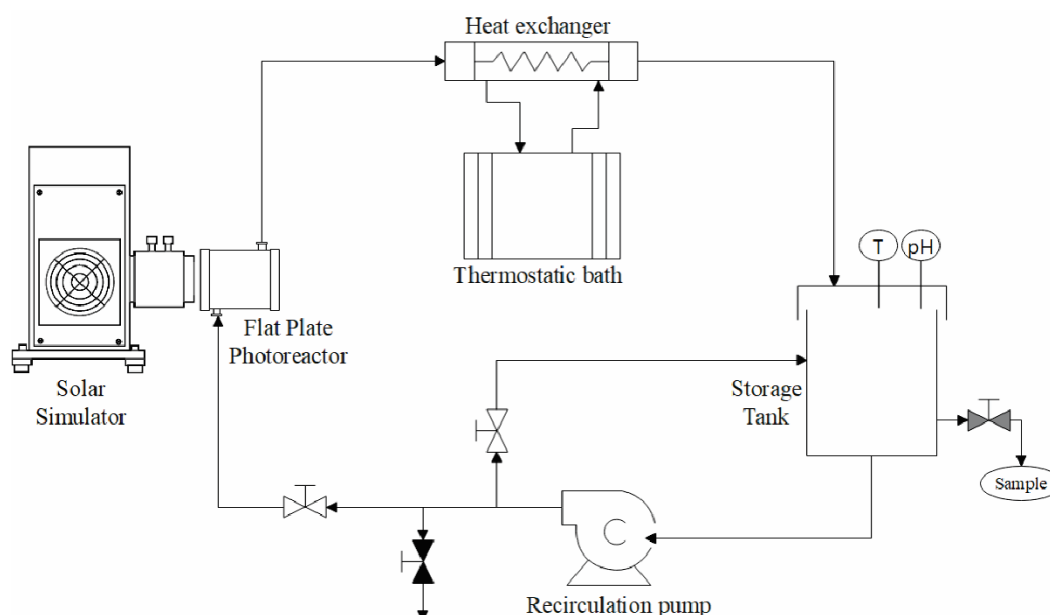 Heat exchanger
Thermostatic bath
T
pH
Flat Plate
Photoreactor
Solar
Simulator
Storage
Tank
Sample
C
Recirculation pump